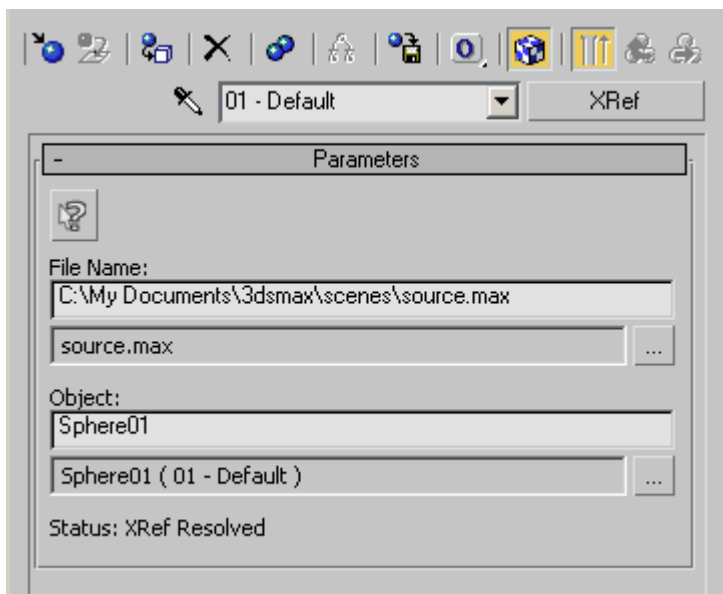 01 - Default
XRef
- Parameters
File Name:
C:\My Documents\3dsmax\scenes\source.max
source.max
...
Object:
Sphere01
Sphere01 ( 01 - Default )
...
Status: XRef Resolved